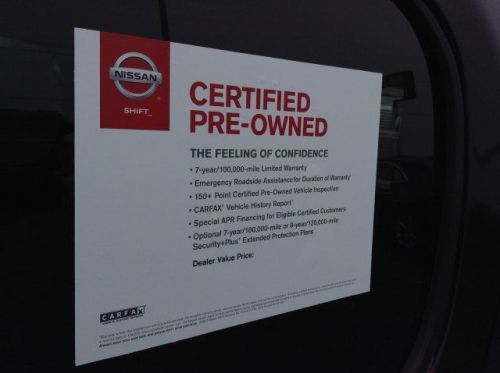 NISSAN
SHIFT™
CERTIFIED
PRE-OWNED
THE FEELING OF CONFIDENCE
• 7-year/100,000-mile Limited Warranty
• Emergency Roadside Assistance for Duration of Warranty
• 150+ Point Certified Pre-Owned Vehicle Inspection
• CARFAX® Vehicle History Report
• Special APR Financing for Eligible Certified Customers
• Optional 7-year/100,000-mile or 8-year/120,000-mile
Security+Plus® Extended Protection Plans
Dealer Value Price:
CARFAX